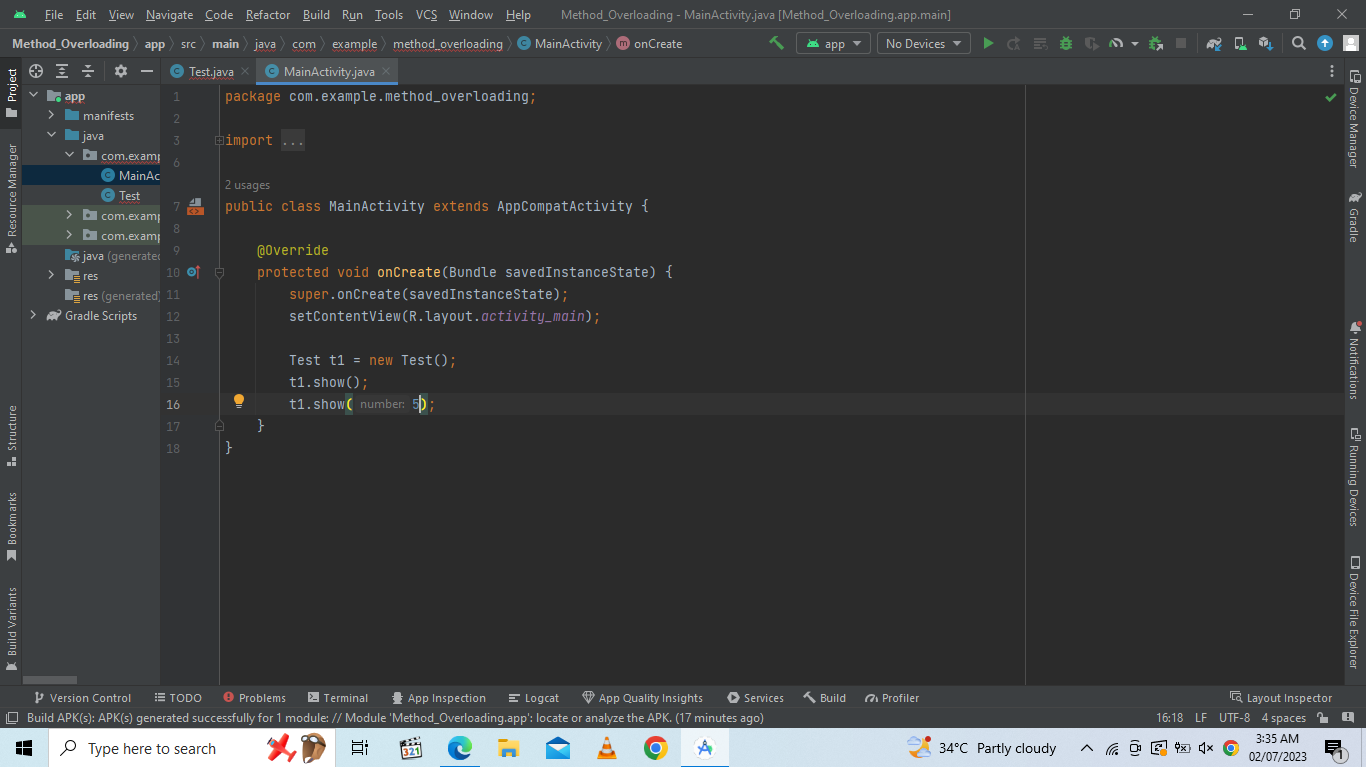 File Edit View Navigate Code Refactor Build Run Tools VCS Window Help Method_Overloading - MainActivity.java [Method_Overloading.app.main]
Method_Overloading app src main java com example method_overloading MainActivity onCreate app No Devices
Project
Resource Manager
Structure
Bookmarks
Build Variants
app
manifests
java
com.examp
MainAc
Test
com.examp
com.examp
java (generated
res
res (generated)
Gradle Scripts
Test.java MainActivity.java
1 package com.example.method_overloading;
2
3 import ...
6
2 usages
7 public class MainActivity extends AppCompatActivity {
8
9 @Override
10 protected void onCreate(Bundle savedInstanceState) {
11 super.onCreate(savedInstanceState);
12 setContentView(R.layout.activity_main);
13
14 Test t1 = new Test();
15 t1.show();
16 t1.show( number: 5);
17 }
18 }
Device Manager
Gradle
Notifications
Running Devices
Device File Explorer
Version Control TODO Problems Terminal App Inspection Logcat App Quality Insights Services Build Profiler Layout Inspector
Build APK(s): APK(s) generated successfully for 1 module: // Module 'Method_Overloading.app': locate or analyze the APK. (17 minutes ago) 16:18 LF UTF-8 4 spaces
Type here to search 321 34°C Partly cloudy 3:35 AM
02/07/2023 1